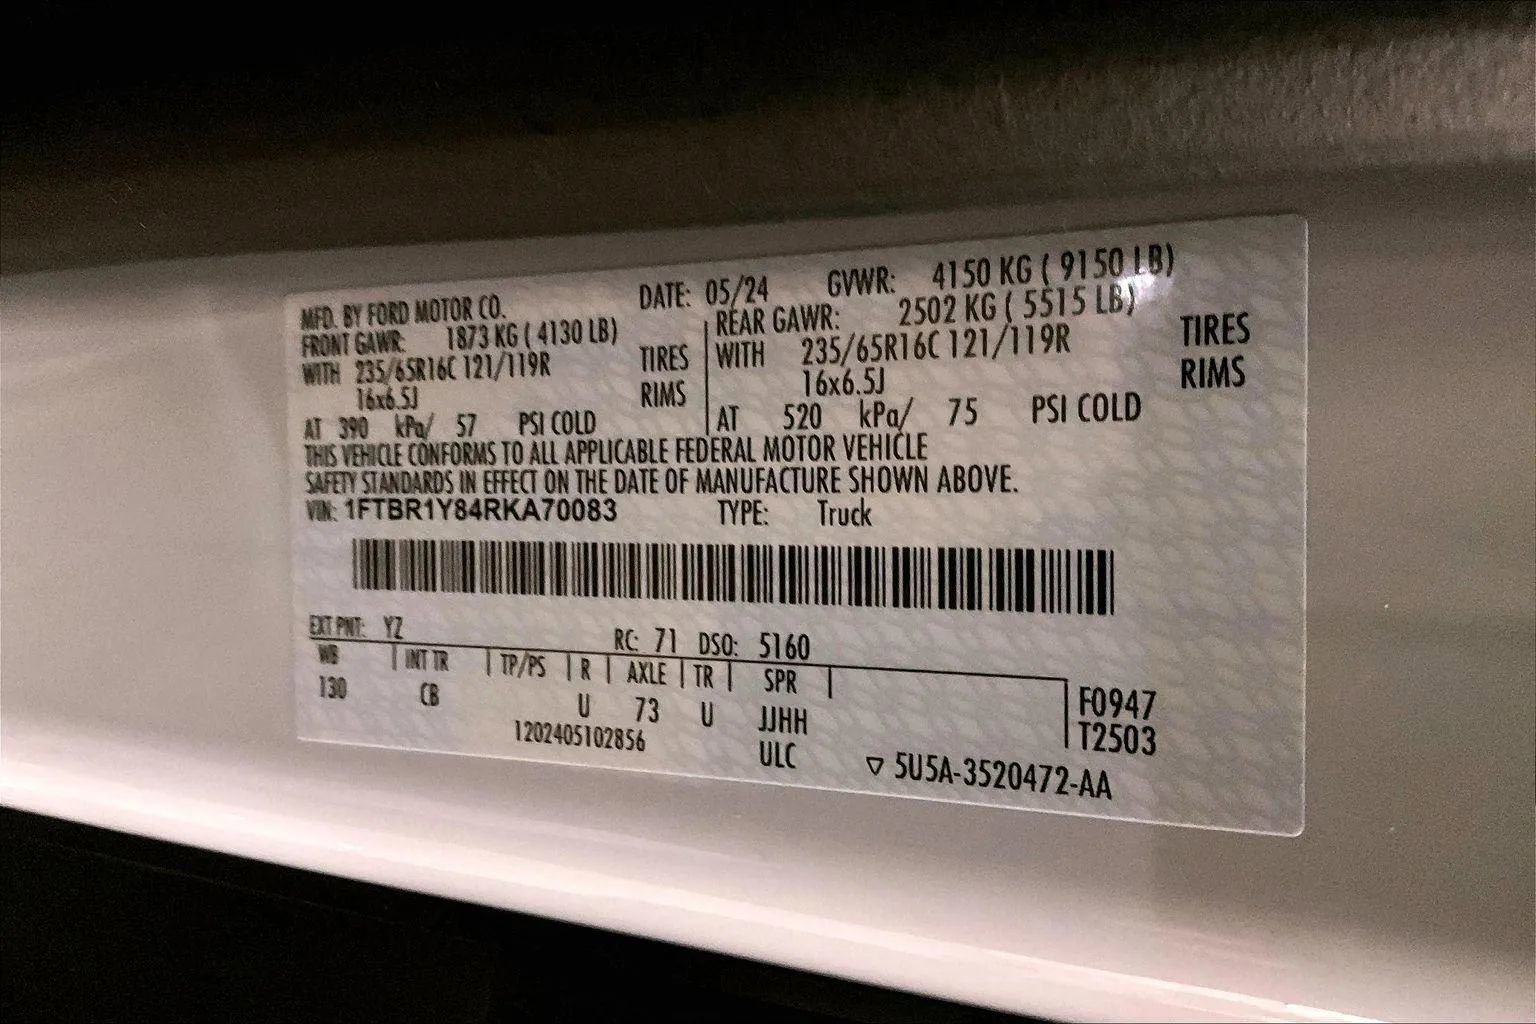 MFD. BY FORD MOTOR CO. DATE: 05/24 GVWR: 4150 KG ( 9150 LB)
FRONT GAWR: 1873 KG ( 4130 LB) REAR GAWR: 2502 KG ( 5515 LB)
WITH 235/65R16C 121/119R TIRES WITH 235/65R16C 121/119R TIRES
16x6.5J RIMS 16x6.5J RIMS
AT 390 kPa/ 57 PSI COLD AT 520 kPa/ 75 PSI COLD
THIS VEHICLE CONFORMS TO ALL APPLICABLE FEDERAL MOTOR VEHICLE
SAFETY STANDARDS IN EFFECT ON THE DATE OF MANUFACTURE SHOWN ABOVE.
VIN: 1FTBR1Y84RKA70083 TYPE: Truck
EXT PNT: YZ RC: 71 DSO: 5160
WB INT TR TP/PS R AXLE TR SPR
130 CB U 73 U JJHH F0947
1202405102856 ULC T2503
▽ 5U5A-3520472-AA